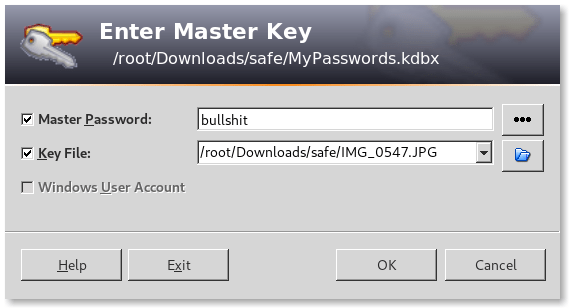 Enter Master Key
/root/Downloads/safe/MyPasswords.kdbx
Master Password: bullshit •••
Key File: /root/Downloads/safe/IMG_0547.JPG
Windows User Account
Help Exit OK Cancel